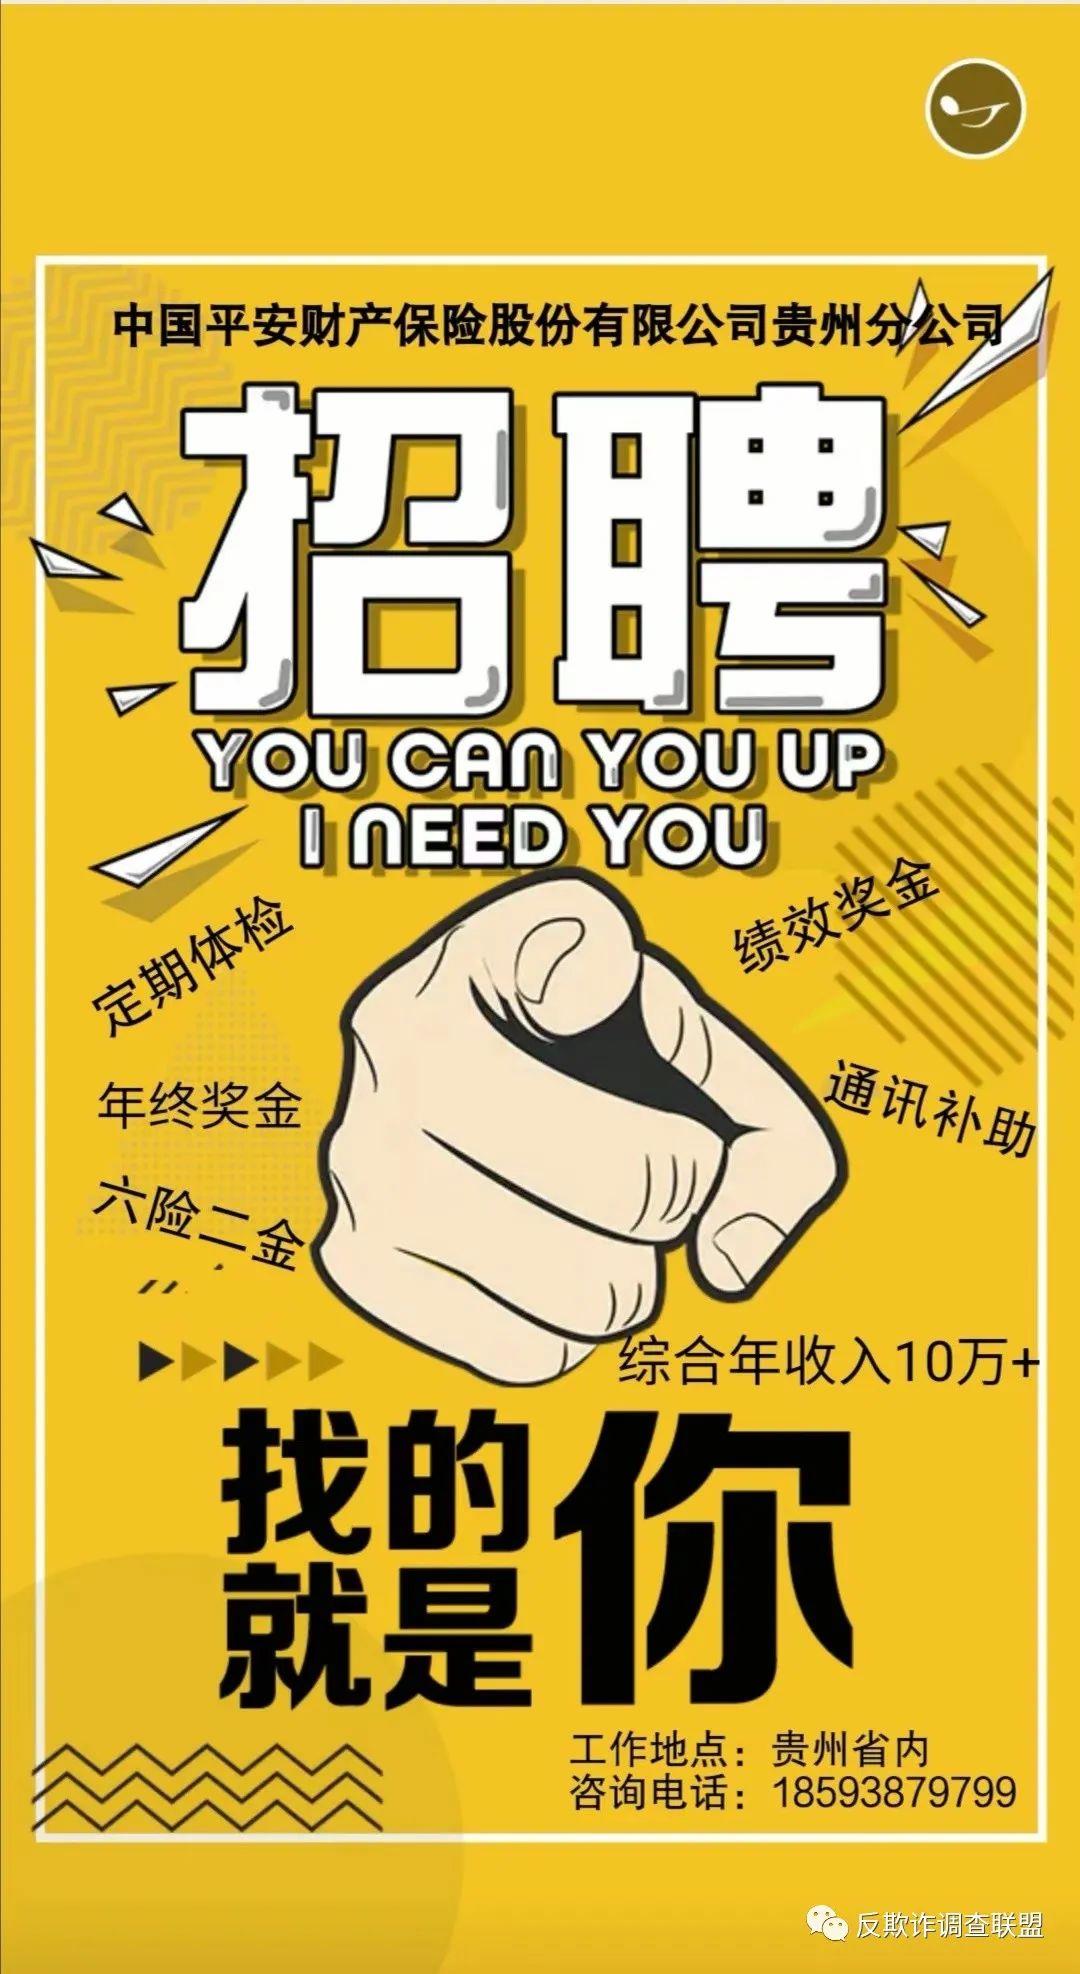 中国平安财产保险股份有限公司贵州分公司
招聘
YOU CAN YOU UP
I NEED YOU
定期体检
绩效奖金
年终奖金
通讯补助
六险二金
综合年收入10万+
找的
就是
你
工作地点：贵州省内
咨询电话：18593879799
反欺诈调查联盟